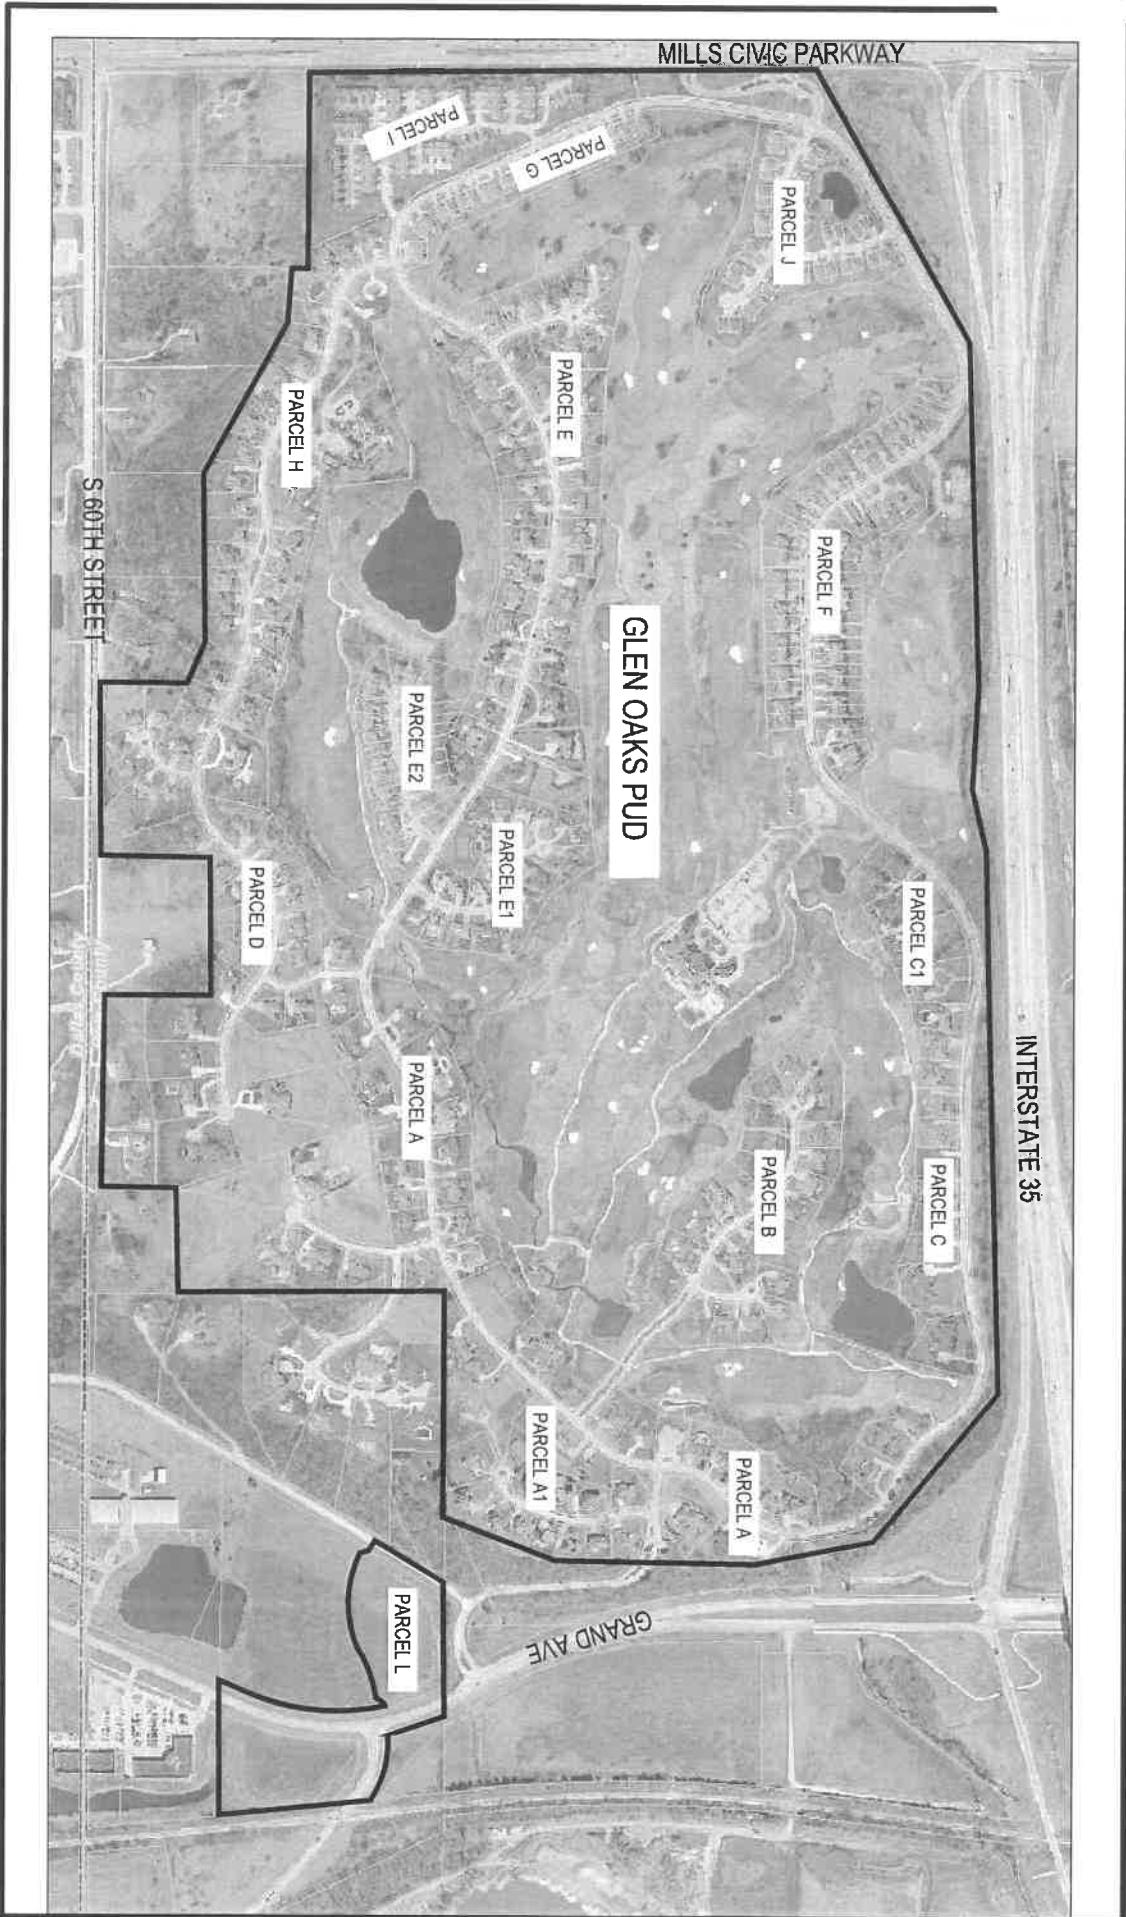 MILLS CIVIC PARKWAY
PARCEL I
PARCEL G
PARCEL J
PARCEL E
PARCEL H
S 60TH STREET
PARCEL F
GLEN OAKS PUD
PARCEL E2
PARCEL E1
PARCEL D
PARCEL C1
INTERSTATE 35
PARCEL A
PARCEL B
PARCEL C
PARCEL A1
PARCEL A
PARCEL L
GRAND AVE